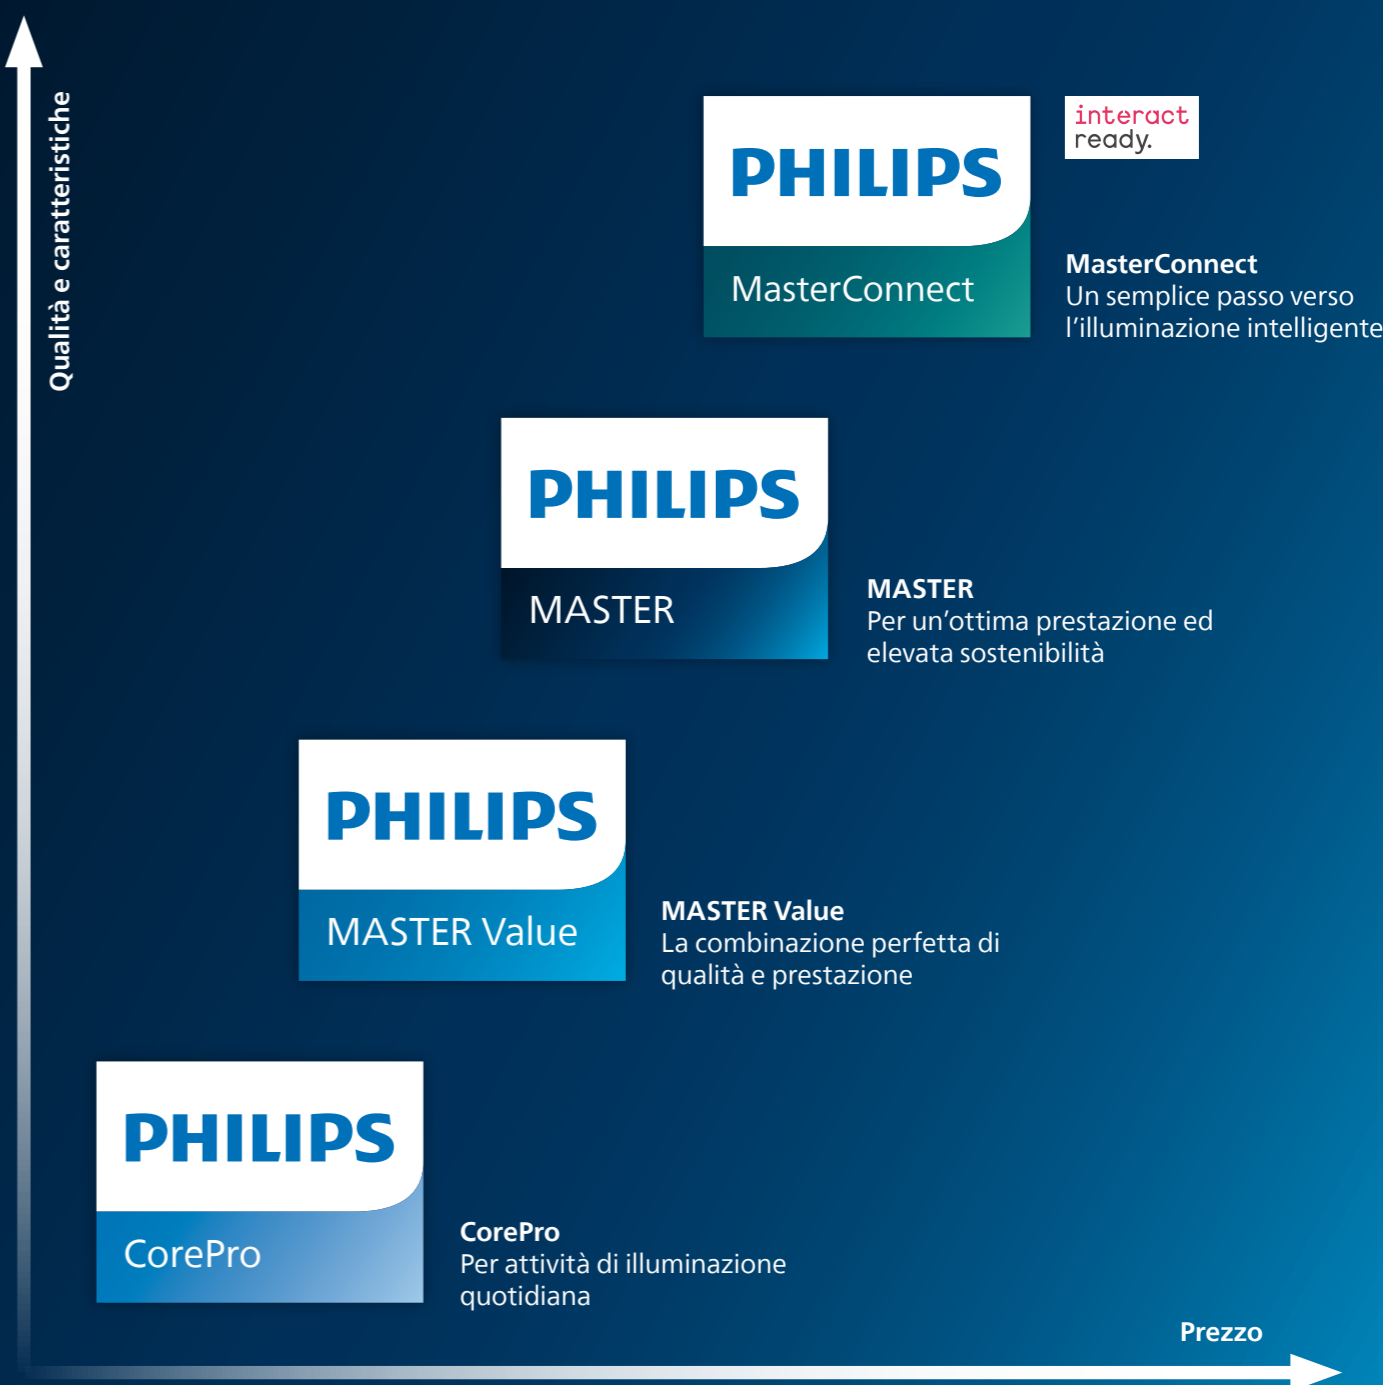 Qualità e caratteristiche
PHILIPS
MasterConnect
interact
ready.
MasterConnect
Un semplice passo verso
l’illuminazione intelligente
PHILIPS
MASTER
MASTER
Per un’ottima prestazione ed
elevata sostenibilità
PHILIPS
MASTER Value
MASTER Value
La combinazione perfetta di
qualità e prestazione
PHILIPS
CorePro
CorePro
Per attività di illuminazione
quotidiana
Prezzo